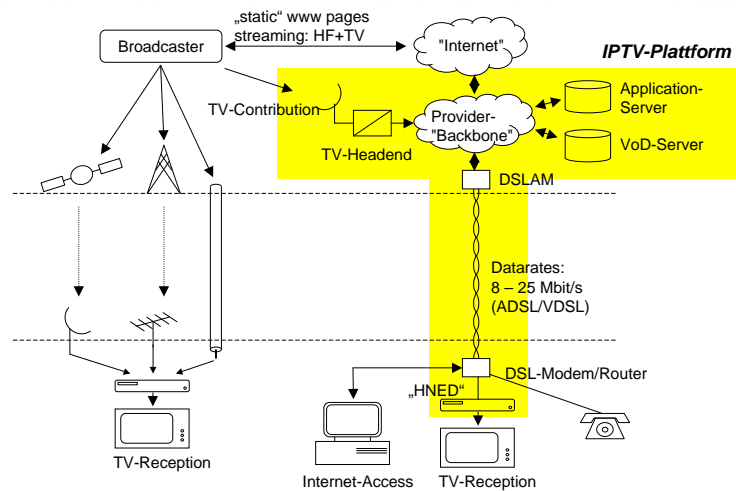 „static“ www pages
streaming: HF+TV
Broadcaster
"Internet"
IPTV-Plattform
TV-Contribution
Provider-
"Backbone"
Application-
Server
VoD-Server
TV-Headend
DSLAM
Datarates:
8 – 25 Mbit/s
(ADSL/VDSL)
DSL-Modem/Router
„HNED“
TV-Reception
Internet-Access
TV-Reception